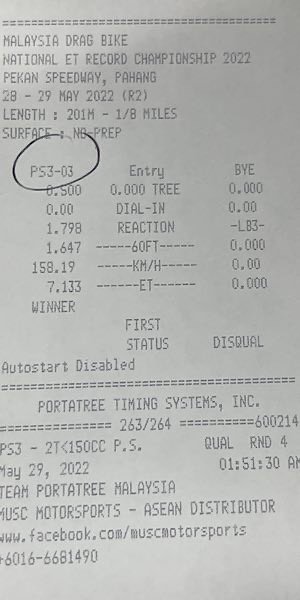 ========================================
MALAYSIA DRAG BIKE
NATIONAL ET RECORD CHAMPIONSHIP 2022
PEKAN SPEEDWAY, PAHANG
28 - 29 MAY 2022 (R2)
LENGTH : 201M - 1/8 MILES
SURFACE : NO-PREP
PS3-03 Entry BYE
0.500 0.000 TREE 0.000
0.00 DIAL-IN 0.00
1.798 REACTION -LB3-
1.647 -----60FT----- 0.000
158.19 -----KM/H----- 0.00
7.133 ------ET------ 0.000
WINNER
FIRST
STATUS DISQUAL
Autostart Disabled
========================================
PORTATREE TIMING SYSTEMS, INC.
=============== 263/264 ==========600214
PS3 - 2T<150CC P.S. QUAL RND 4
May 29, 2022 01:51:30 AM
TEAM PORTATREE MALAYSIA
MUSC MOTORSPORTS - ASEAN DISTRIBUTOR
www.facebook.com/muscmotorsports
+6016-6681490